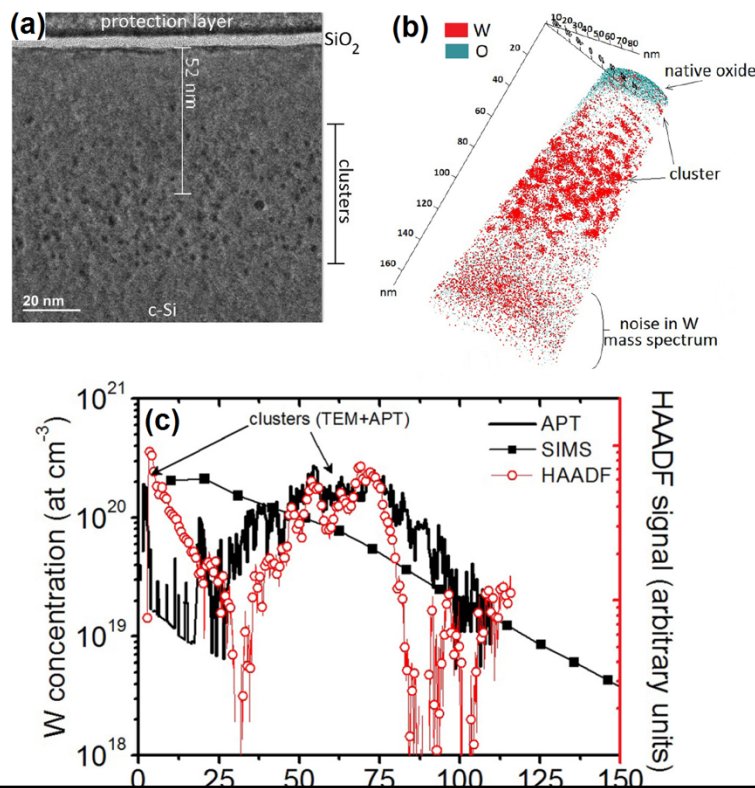 (a)
protection layer
SiO2
52 nm
clusters
20 nm
c-Si
(b)
W
O
10 20 30 40 50 60 70 80
nm
20
40
60
80
100
120
140
160
nm
native oxide
cluster
noise in W
mass spectrum
(c)
clusters (TEM+APT)
APT
SIMS
HAADF
W concentration (at cm-3)
10^21
10^20
10^19
10^18
HAADF signal (arbitrary units)
0 25 50 75 100 125 150